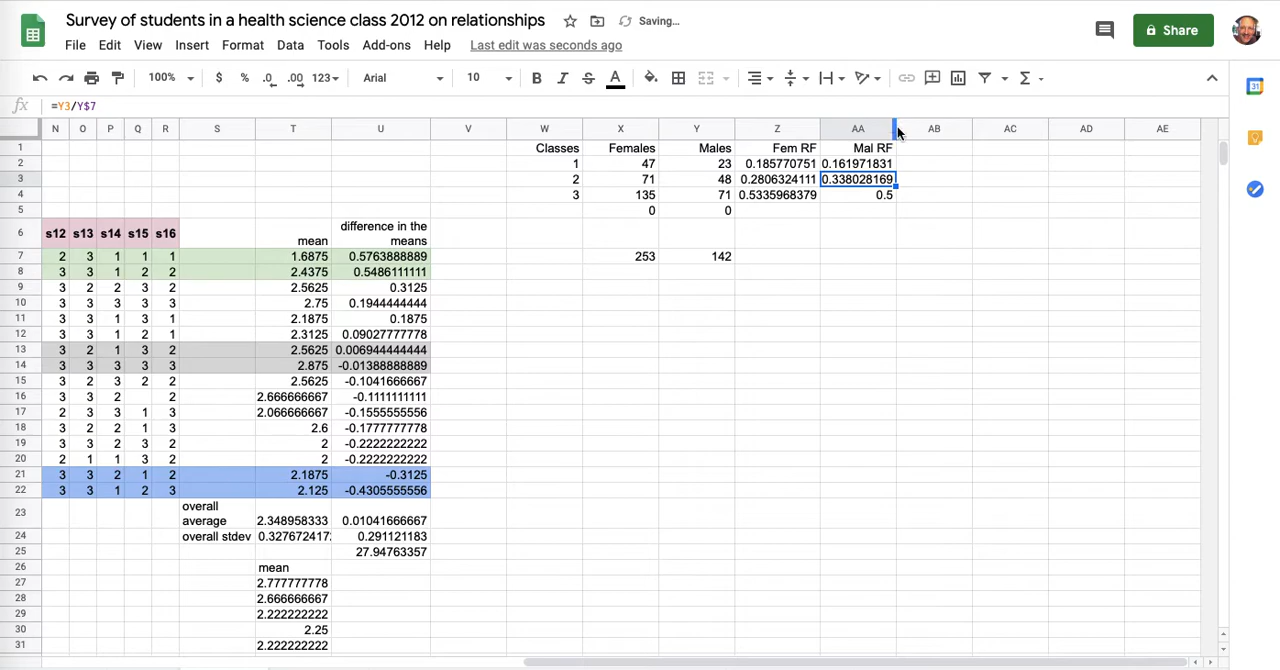 Survey of students in a health science class 2012 on relationships Saving...
File Edit View Insert Format Data Tools Add-ons Help Last edit was seconds ago
Share
100% $ % .0 .00 123 Arial 10 B I S A
31
fx =Y3/Y$7
N O P Q R S T U V W X Y Z AA AB AC AD AE
1 Classes Females Males Fem RF Mal RF
2 1 47 23 0.185770751 0.161971831
3 2 71 48 0.2806324111 0.338028169
4 3 135 71 0.5335968379 0.5
5 0 0
6 s12 s13 s14 s15 s16 mean difference in the means
7 2 3 1 1 1 1.6875 0.5763888889 253 142
8 3 3 1 2 2 2.4375 0.5486111111
9 3 2 2 3 2 2.5625 0.3125
10 3 3 3 3 3 2.75 0.1944444444
11 3 3 1 3 1 2.1875 0.1875
12 3 3 1 2 1 2.3125 0.09027777778
13 3 2 1 3 2 2.5625 0.006944444444
14 3 3 3 3 3 2.875 -0.01388888889
15 3 2 3 2 2 2.5625 -0.1041666667
16 3 3 2 2 2.666666667 -0.1111111111
17 2 3 3 1 3 2.066666667 -0.1555555556
18 3 2 2 1 3 2.6 -0.1777777778
19 3 3 2 3 2 2 -0.2222222222
20 2 1 1 3 2 2 -0.2222222222
21 3 3 2 1 2 2.1875 -0.3125
22 3 3 1 2 3 2.125 -0.4305555556
23 overall average 2.348958333 0.01041666667
24 overall stdev 0.327672417 0.291121183
25 27.94763357
26 mean
27 2.777777778
28 2.666666667
29 2.222222222
30 2.25
31 2.222222222